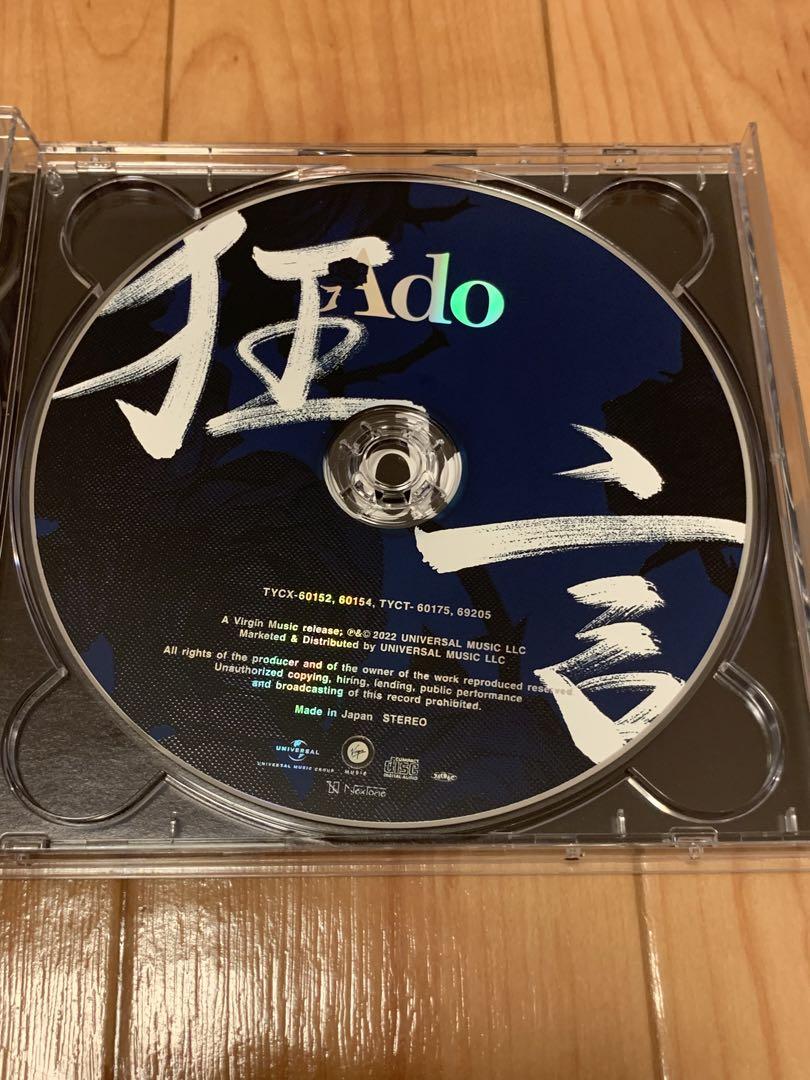 狂言
Ado
TYCX-60152, 60154, TYCT- 60175, 69205
A Virgin Music release; ℗&© 2022 UNIVERSAL MUSIC LLC
Marketed & Distributed by UNIVERSAL MUSIC LLC
All rights of the producer and of the owner of the work reproduced reserved
Unauthorized copying, hiring, lending, public performance
and broadcasting of this record prohibited.
Made in Japan STEREO
UNIVERSAL
UNIVERSAL MUSIC GROUP
Virgin
MUSIC
COMPACT
disc
DIGITAL AUDIO
NexTone